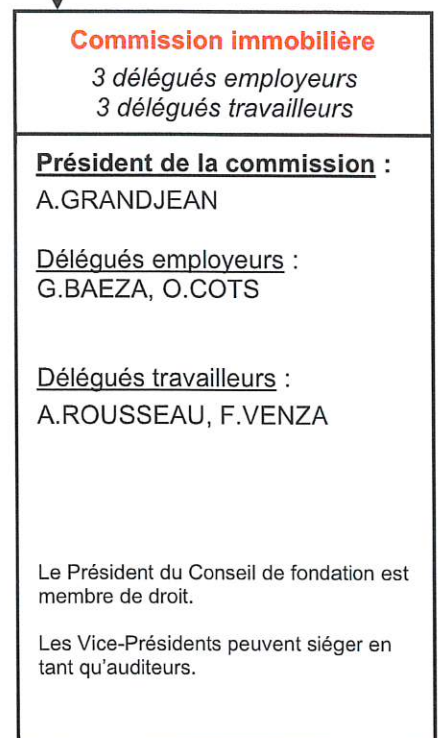 Commission immobilière
3 délégués employeurs
3 délégués travailleurs
Président de la commission :
A.GRANDJEAN
Délégués employeurs :
G.BAEZA, O.COTS
Délégués travailleurs :
A.ROUSSEAU, F.VENZA
Le Président du Conseil de fondation est
membre de droit.
Les Vice-Présidents peuvent siéger en
tant qu'auditeurs.